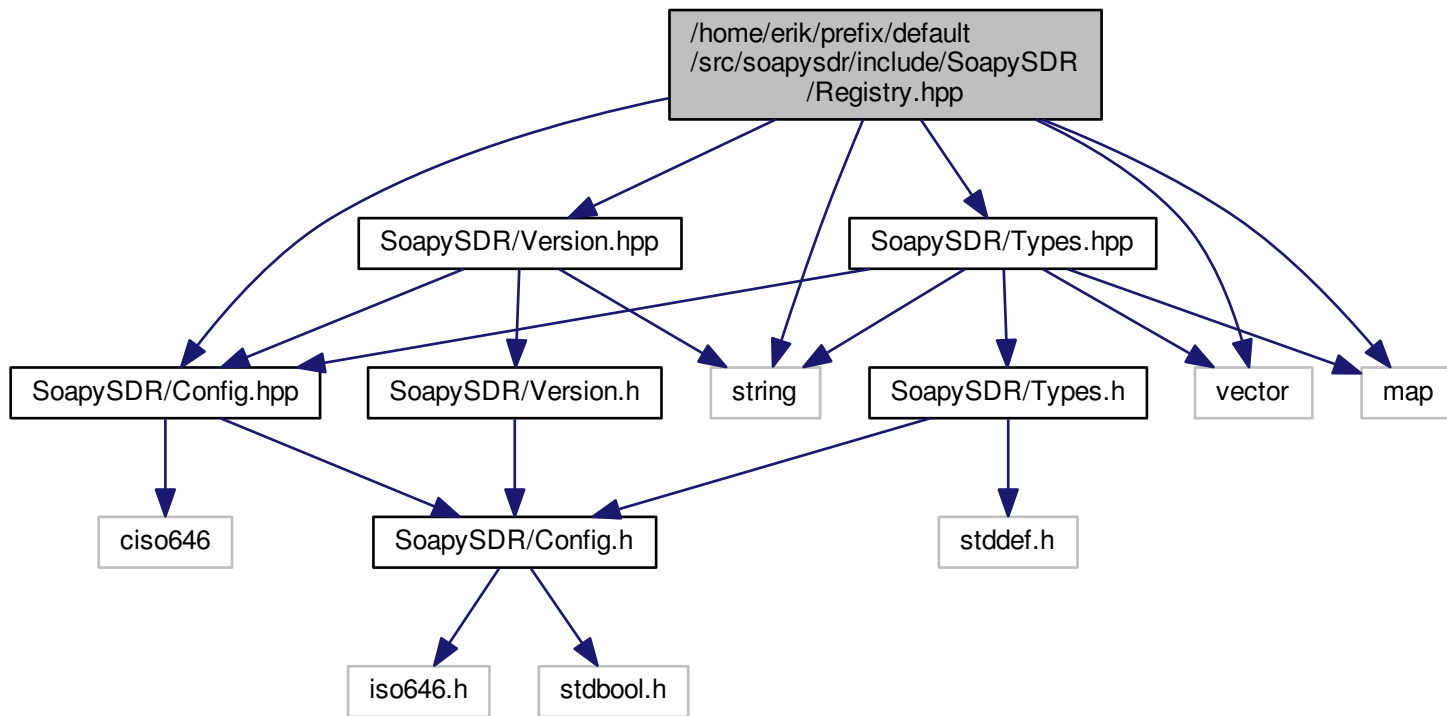 /home/erik/prefix/default
/src/soapysdr/include/SoapySDR
/Registry.hpp
SoapySDR/Version.hpp
SoapySDR/Types.hpp
SoapySDR/Config.hpp
SoapySDR/Version.h
string
SoapySDR/Types.h
vector
map
ciso646
SoapySDR/Config.h
stddef.h
iso646.h
stdbool.h